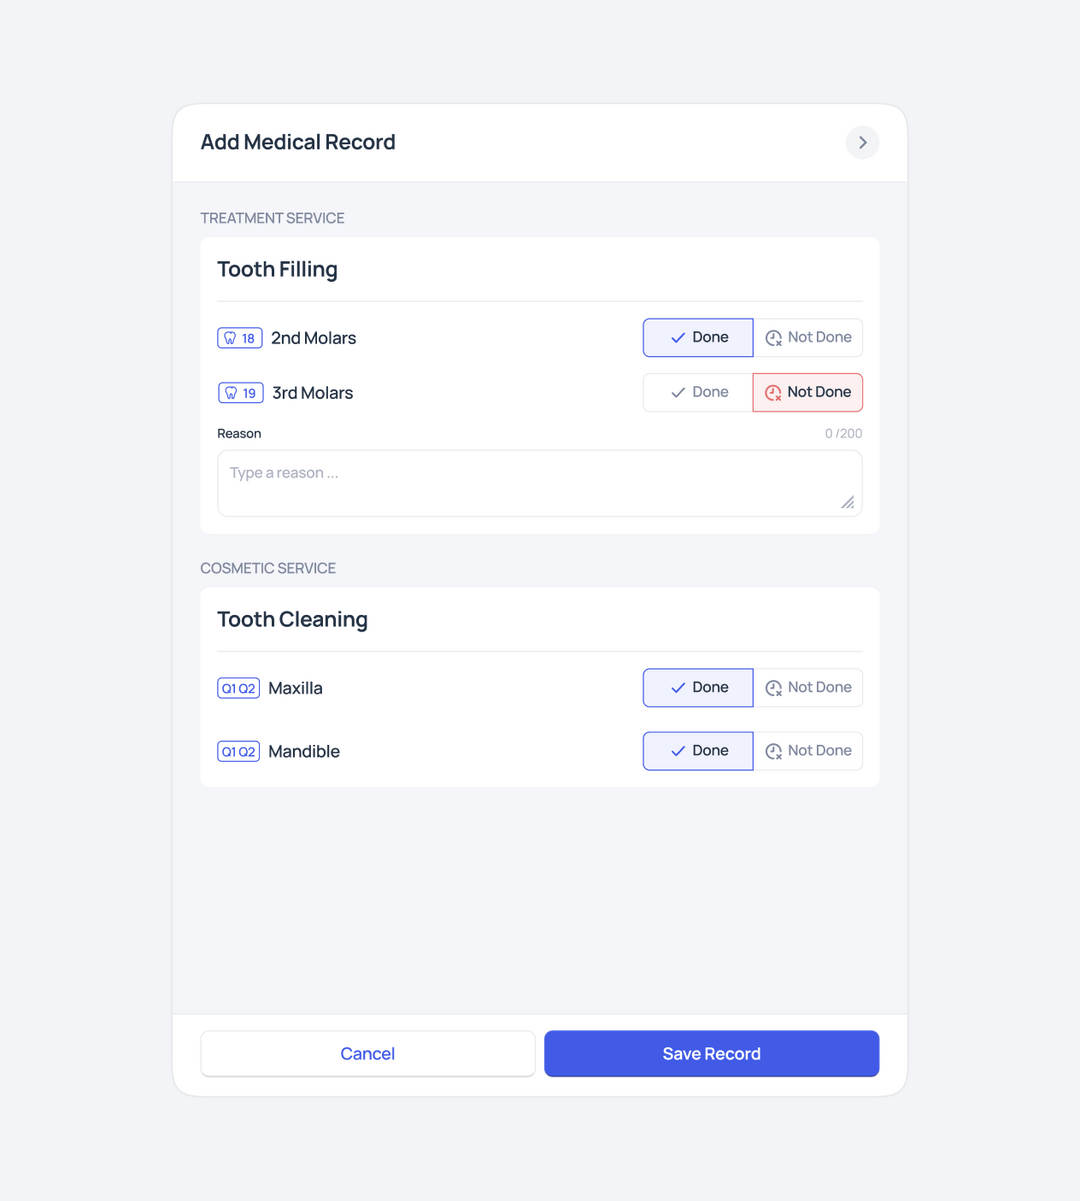 Add Medical Record
TREATMENT SERVICE
Tooth Filling
18 2nd Molars Done Not Done
19 3rd Molars Done Not Done
Reason 0 /200
Type a reason ...
COSMETIC SERVICE
Tooth Cleaning
Q1 Q2 Maxilla Done Not Done
Q1 Q2 Mandible Done Not Done
Cancel Save Record